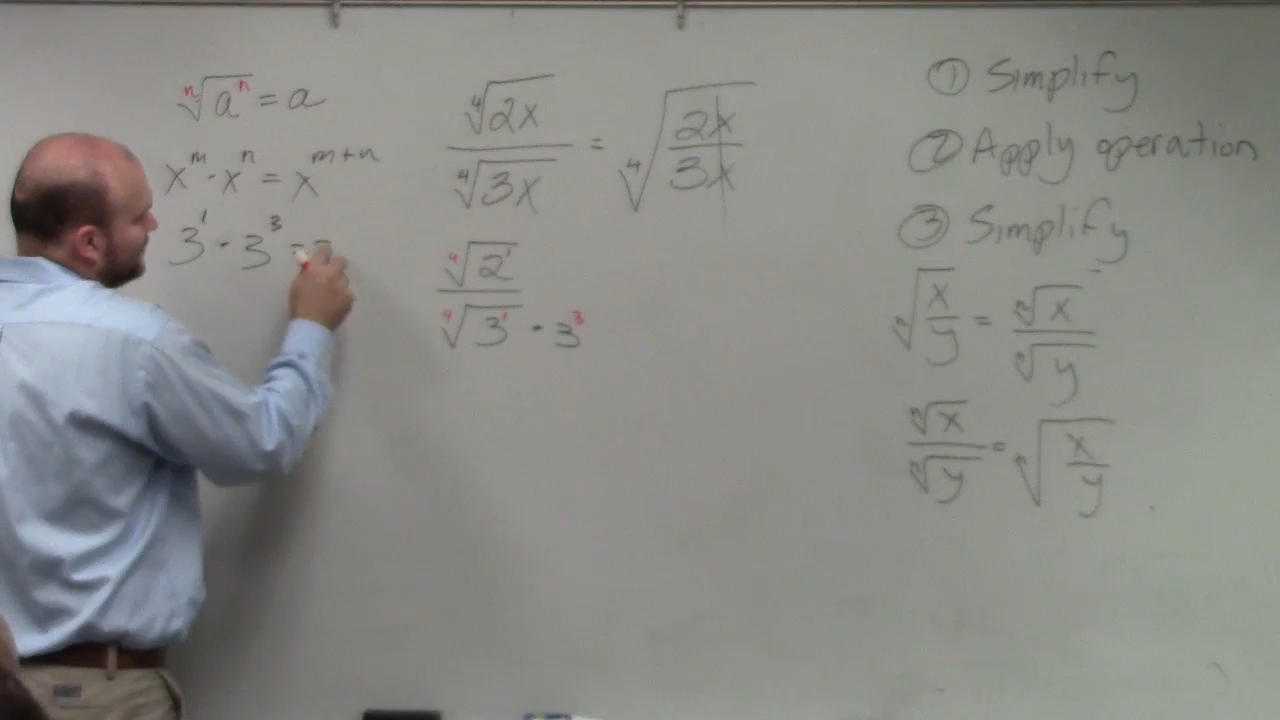 ⁿ√aⁿ = a
xᵐ · xⁿ = xᵐ⁺ⁿ
3¹ · 3³ =
⁴√2x / ⁴√3x = ⁴√(2x/3x)
⁴√2¹ / ⁴√3¹ · 3³
① Simplify
② Apply operation
③ Simplify
ⁿ√(x/y) = ⁿ√x / ⁿ√y
ⁿ√x / ⁿ√y = ⁿ√(x/y)